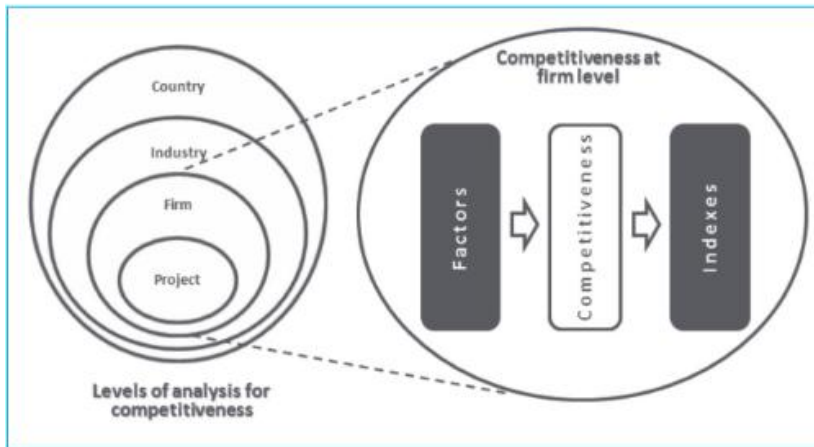 Country
Industry
Firm
Project
Levels of analysis for
competitiveness
Competitiveness at
firm level
Factors
Competitiveness
Indexes